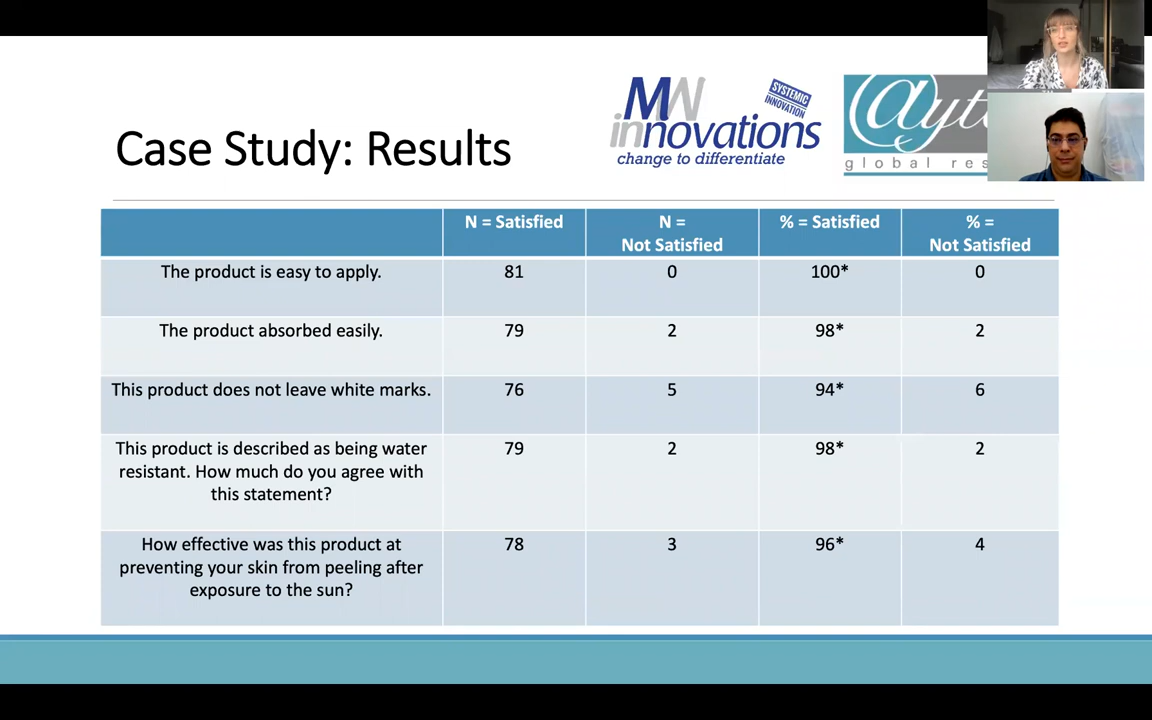 MW
innovations
change to differentiate
SYSTEMIC
INNOVATION
@yt
global res
Case Study: Results
N = Satisfied
N =
Not Satisfied
% = Satisfied
% =
Not Satisfied
The product is easy to apply.
81
0
100*
0
The product absorbed easily.
79
2
98*
2
This product does not leave white marks.
76
5
94*
6
This product is described as being water
resistant. How much do you agree with
this statement?
79
2
98*
2
How effective was this product at
preventing your skin from peeling after
exposure to the sun?
78
3
96*
4